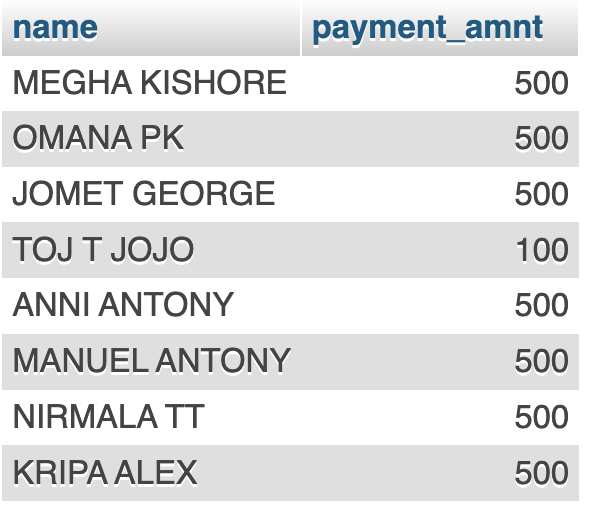 name payment_amnt
MEGHA KISHORE 500
OMANA PK 500
JOMET GEORGE 500
TOJ T JOJO 100
ANNI ANTONY 500
MANUEL ANTONY 500
NIRMALA TT 500
KRIPA ALEX 500